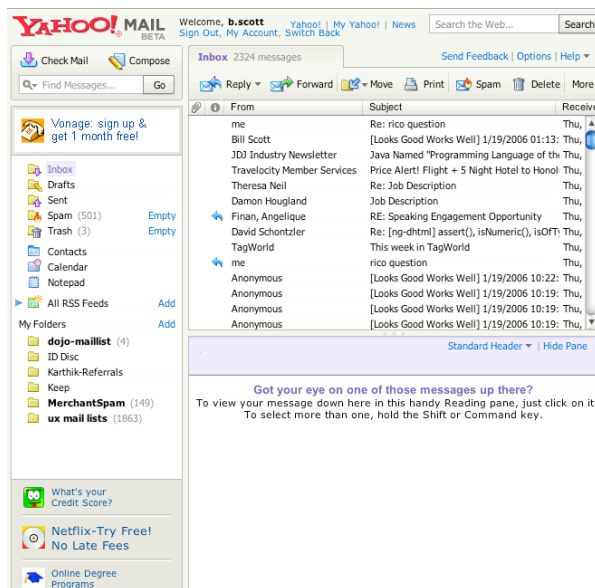 YAHOO! MAIL
BETA
Welcome, b.scott Yahoo! | My Yahoo! | News
Sign Out, My Account, Switch Back
Search the Web... Search
Check Mail Compose
Find Messages... Go
Vonage: sign up &
get 1 month free!
Inbox
Drafts
Sent
Spam (501) Empty
Trash (3) Empty
Contacts
Calendar
Notepad
All RSS Feeds Add
My Folders Add
dojo-maillist (4)
ID Disc
Karthik-Referrals
Keep
MerchantSpam (149)
ux mail lists (1863)
What's your
Credit Score?
Netflix-Try Free!
No Late Fees
Online Degree
Programs
Inbox 2324 messages Send Feedback | Options | Help
Reply Forward Move Print Spam Delete More
From Subject Receive
me Re: rico question Thu,
Bill Scott [Looks Good Works Well] 1/19/2006 01:13: Thu,
JDJ Industry Newsletter Java Named "Programming Language of the Thu,
Travelocity Member Services Price Alert! Flight + 5 Night Hotel to Honol Thu,
Theresa Neil Re: Job Description Thu,
Damon Hougland Job Description Thu,
Finan, Angelique RE: Speaking Engagement Opportunity Thu,
David Schontzler Re: [ng-dhtml] assert(), isNumeric(), isOfTy Thu,
TagWorld This week in TagWorld Thu,
me rico question Thu,
Anonymous [Looks Good Works Well] 1/19/2006 10:22: Thu,
Anonymous [Looks Good Works Well] 1/19/2006 10:19: Thu,
Anonymous [Looks Good Works Well] 1/19/2006 10:19: Thu,
Anonymous [Looks Good Works Well] 1/19/2006 10:19: Thu,
Standard Header | Hide Pane
Got your eye on one of those messages up there?
To view your message down here in this handy Reading pane, just click on it
To select more than one, hold the Shift or Command key.